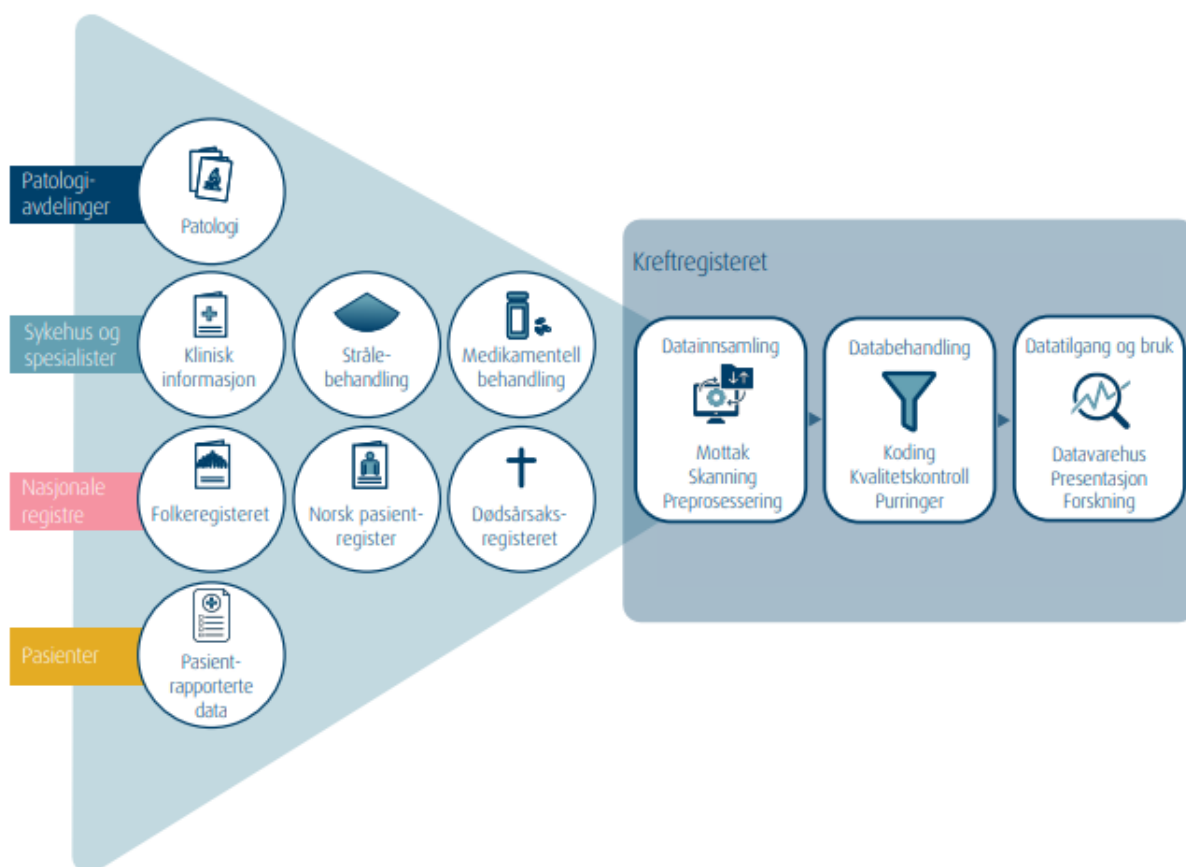 Patologi-
avdelinger
Patologi
Sykehus og
spesialister
Klinisk
informasjon
Stråle-
behandling
Medikamentell
behandling
Nasjonale
registre
Folkeregisteret
Norsk pasient-
register
Dødsårsaks-
registeret
Pasienter
Pasient-
rapporterte
data
Kreftregisteret
Datainnsamling
Mottak
Skanning
Preprosessering
Databehandling
Koding
Kvalitetskontroll
Purringer
Datatilgang og bruk
Datavarehus
Presentasjon
Forskning